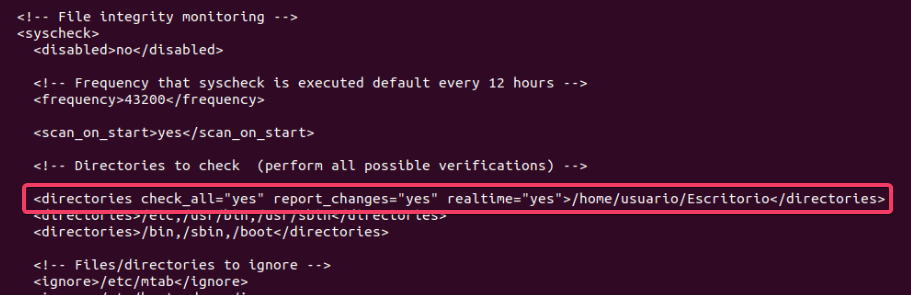 <!-- File integrity monitoring -->
<syscheck>
<disabled>no</disabled>
<!-- Frequency that syscheck is executed default every 12 hours -->
<frequency>43200</frequency>
<scan_on_start>yes</scan_on_start>
<!-- Directories to check  (perform all possible verifications) -->
<directories check_all="yes" report_changes="yes" realtime="yes">/home/usuario/Escritorio</directories>
<directories>/etc,/usr/bin,/usr/sbin</directories>
<directories>/bin,/sbin,/boot</directories>
<!-- Files/directories to ignore -->
<ignore>/etc/mtab</ignore>